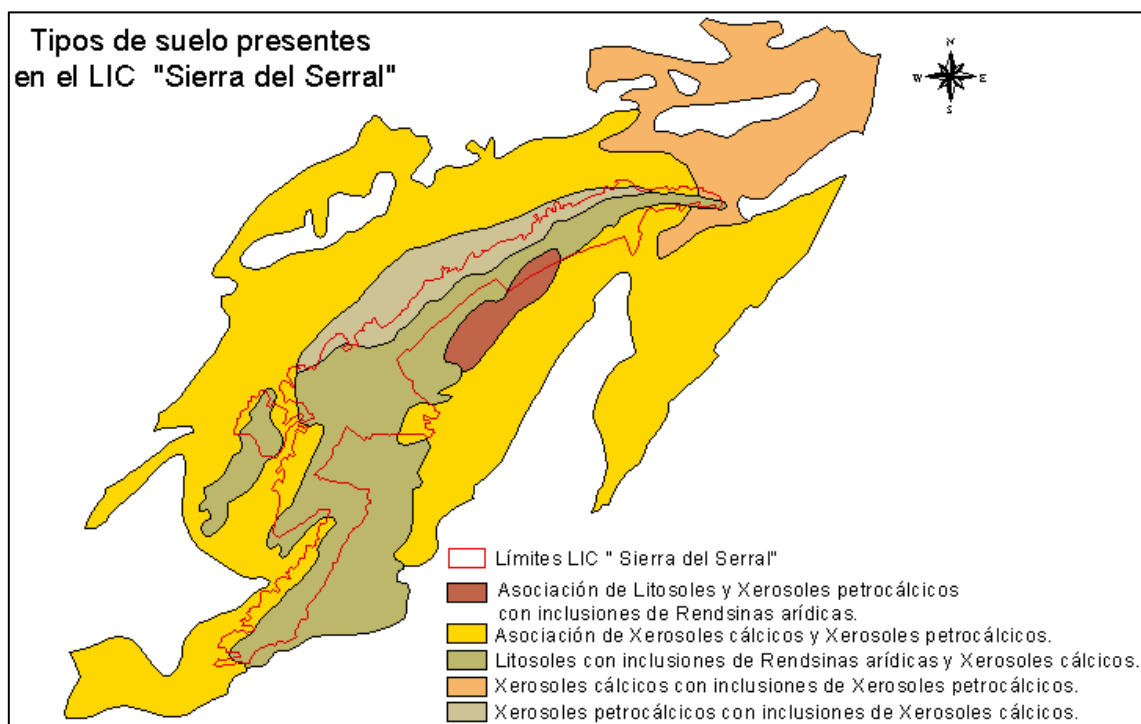 Tipos de suelo presentes
en el LIC "Sierra del Serral"
N
W E
S
Límites LIC " Sierra del Serral"
Asociación de Litosoles y Xerosoles petrocálcicos
con inclusiones de Rendsinas arídicas.
Asociación de Xerosoles cálcicos y Xerosoles petrocálcicos.
Litosoles con inclusiones de Rendsinas arídicas y Xerosoles cálcicos.
Xerosoles cálcicos con inclusiones de Xerosoles petrocálcicos.
Xerosoles petrocálcicos con inclusiones de Xerosoles cálcicos.